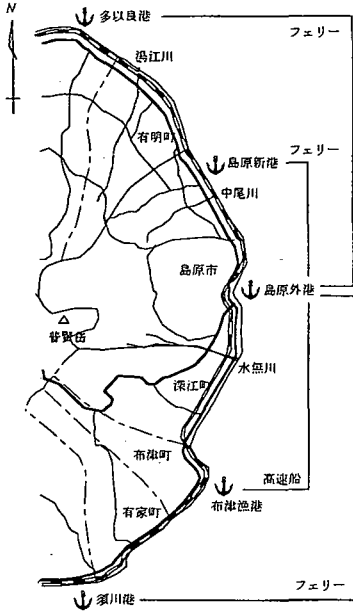 N
多以良港
フェリー
湯江川
有明町
フェリー
島原新港
中尾川
島原市
島原外港
普賢岳
水無川
深江町
布津町
高速船
布津漁港
有家町
フェリー
須川港